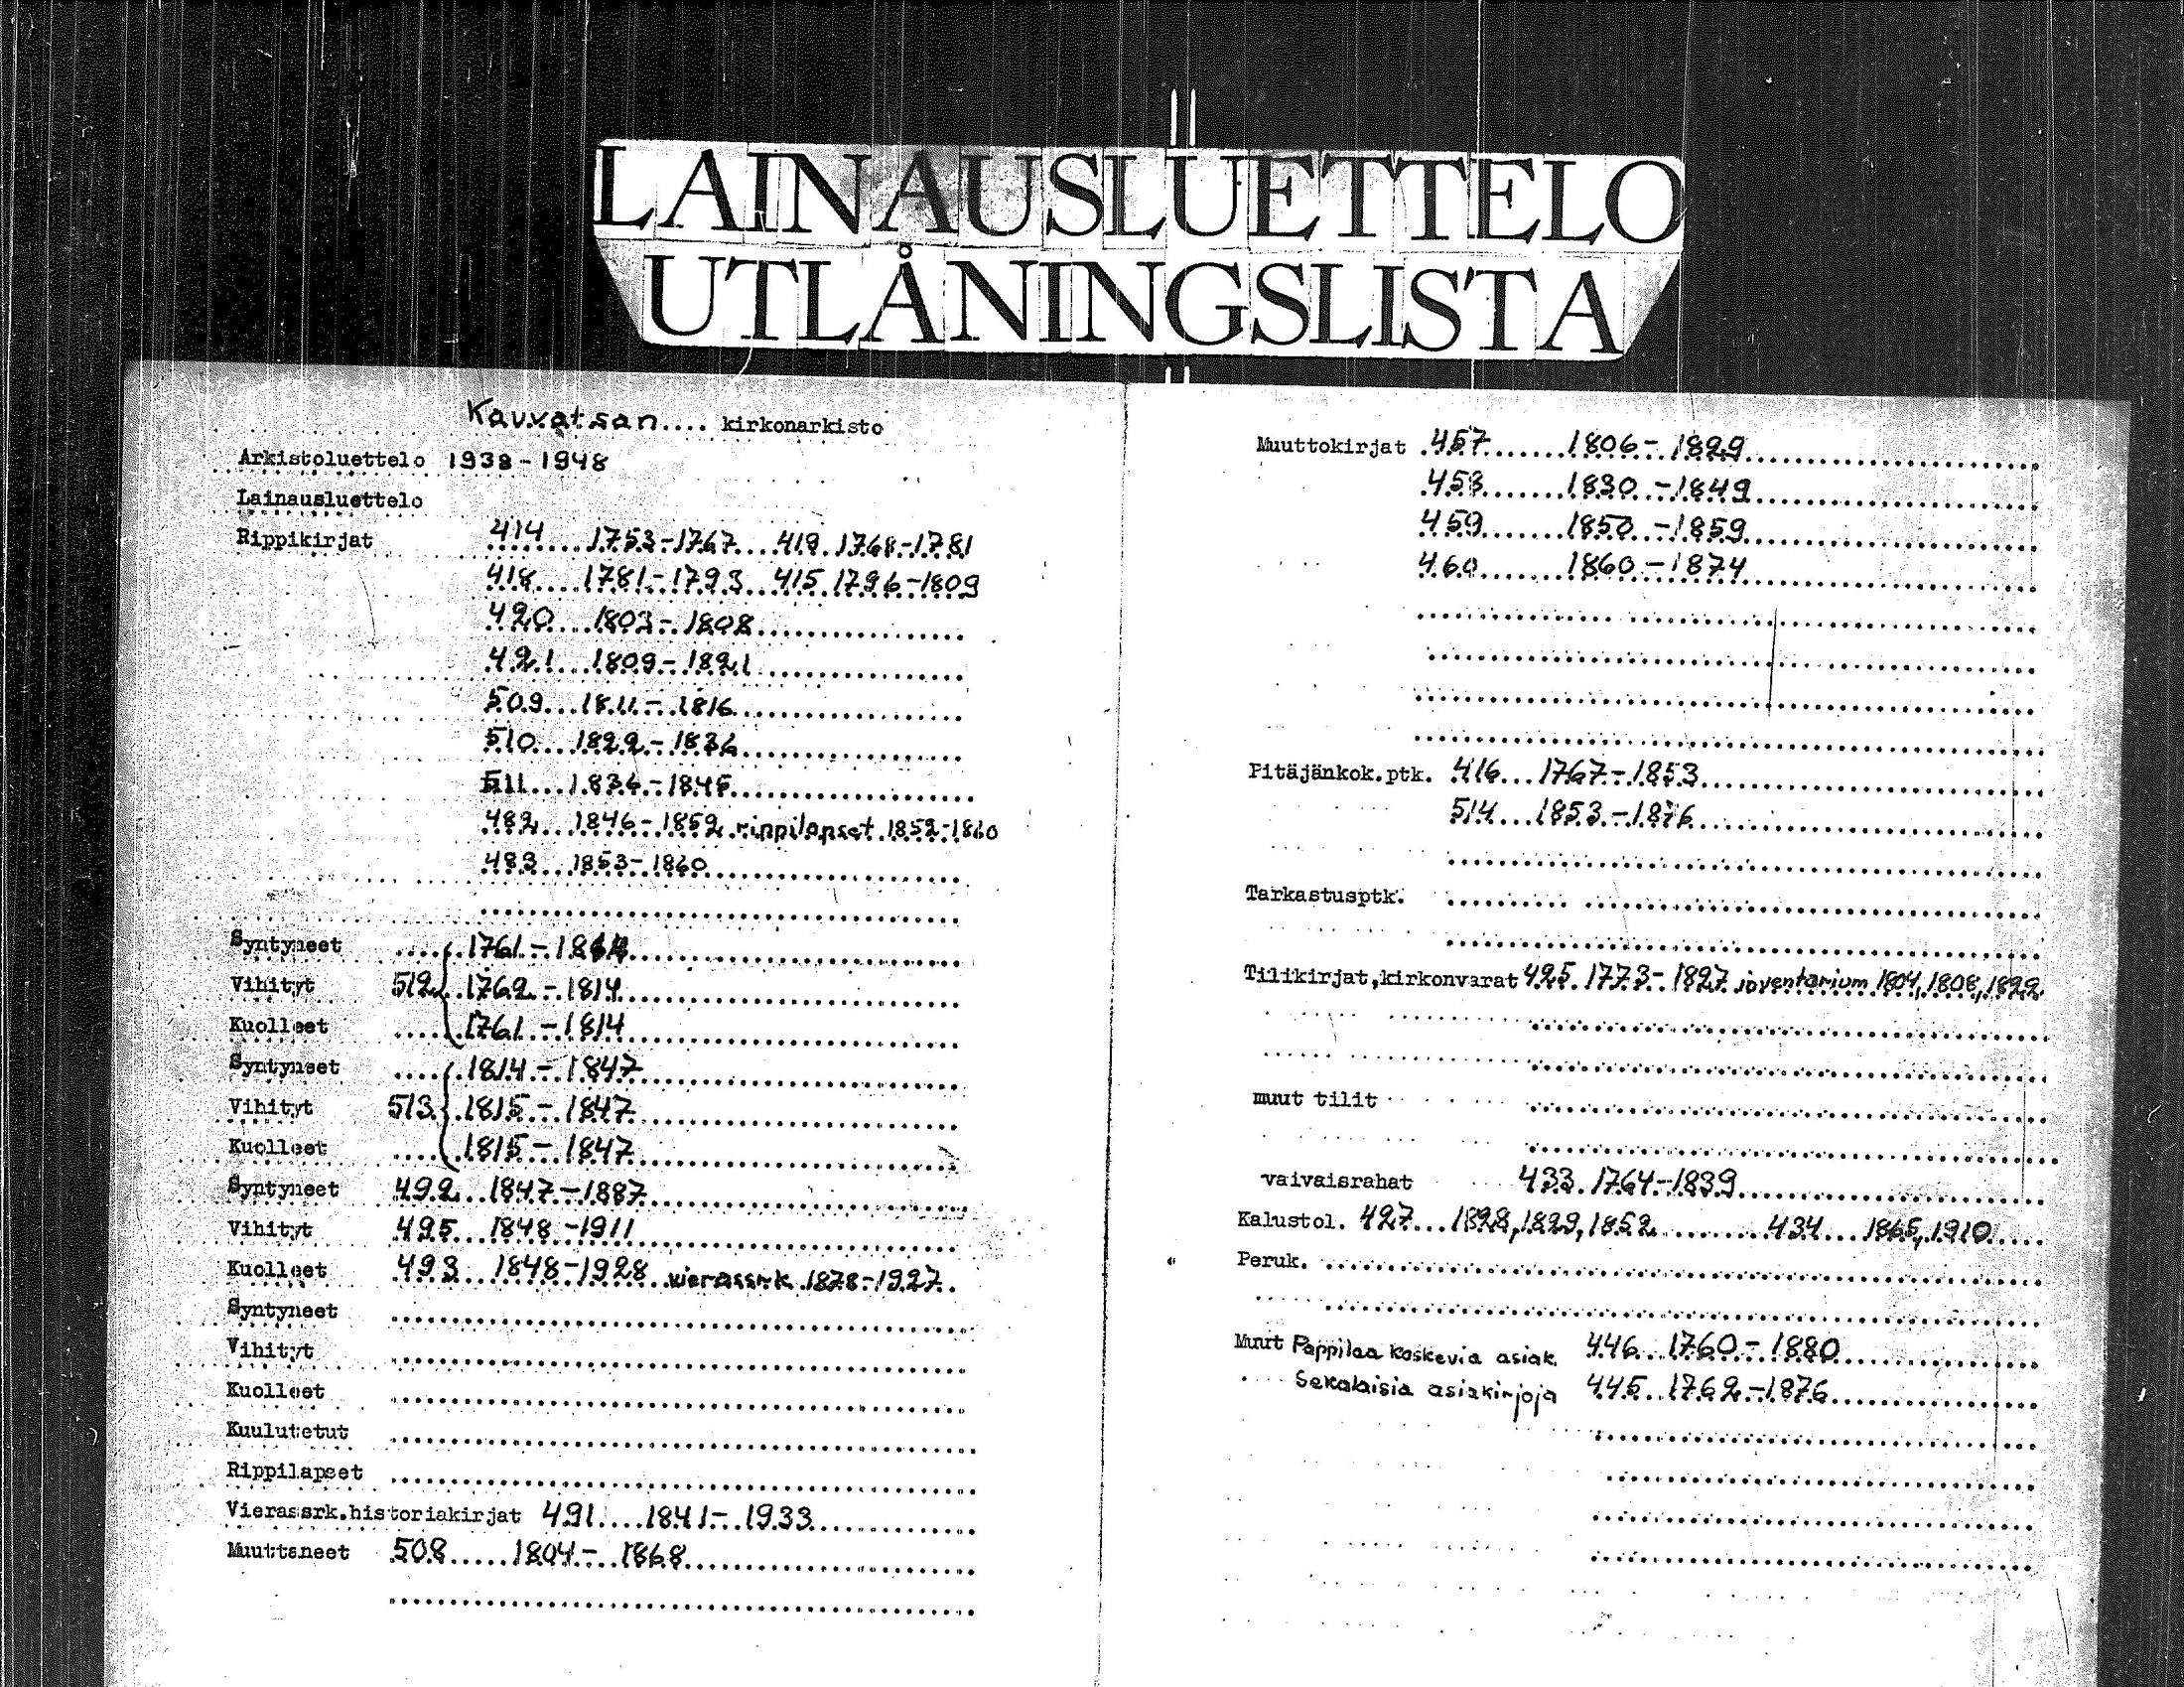 LAINAUSLUETTELO
UTLÅNINGSLISTA
Kauvatsan.... kirkonarkisto
Arkistoluettelo 1938-1948
Lainausluettelo
Rippikirjat 414 1753-1767 419 1768-1781
418 1781-1793 415 1796-1809
420 1803-1808
421 1809-1821
509 1811-1816
510 1822-1836
511 1836-1845
482 1846-1852 rippilapset 1852-1860
483 1853-1860
Syntyneet 1761-1814
Vihityt 512 1762-1814
Kuolleet 1761-1814
Syntyneet 1814-1847
Vihityt 513 1815-1847
Kuolleet 1815-1847
Syntyneet 492 1847-1887
Vihityt 495 1848-1911
Kuolleet 493 1848-1928 vierassrk 1878-1927
Syntyneet
Vihityt
Kuolleet
Kuulutetut
Rippilapset
Vierassrk.historiakirjat 491 1841-1933
Muuttaneet 508 1804-1868
Muuttokirjat 457 1806-1829
458 1830-1849
459 1850-1859
460 1860-1874
Pitäjänkok.ptk. 416 1767-1853
514 1853-1876
Tarkastusptk.
Tilikirjat,kirkonvarat 425 1773-1827 inventarium 1804, 1808, 1822
muut tilit
vaivaisrahat 433 1764-1839
Kalustol. 427 1828, 1829, 1852 434 1865, 1910
Peruk.
Muut Pappilaa koskevia asiak. 446 1760-1880
Sekalaisia asiakirjoja 445 1762-1876